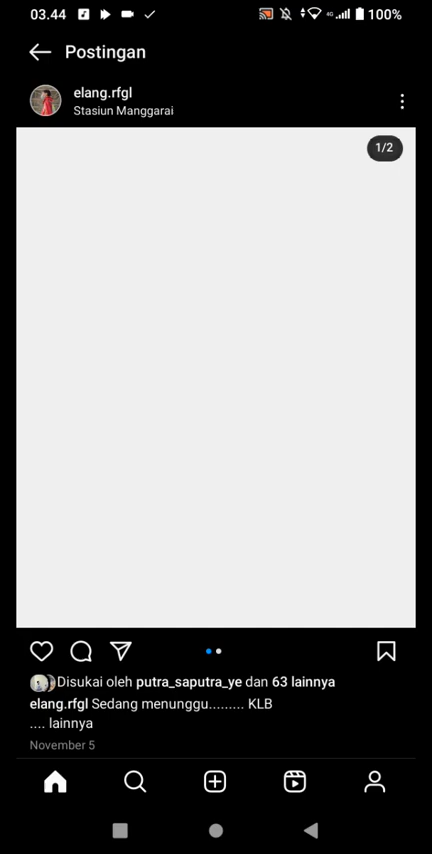 03.44 4G 100%
Postingan
elang.rfgl
Stasiun Manggarai
1/2
Disukai oleh putra_saputra_ye dan 63 lainnya
elang.rfgl Sedang menunggu......... KLB
.... lainnya
November 5